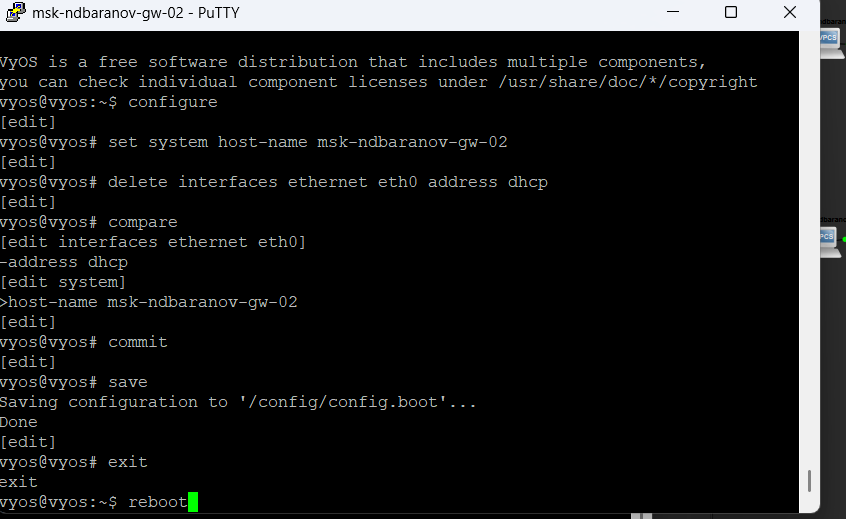 msk-ndbaranov-gw-02 - PuTTY
VyOS is a free software distribution that includes multiple components,
you can check individual component licenses under /usr/share/doc/*/copyright
vyos@vyos:~$ configure
[edit]
vyos@vyos# set system host-name msk-ndbaranov-gw-02
[edit]
vyos@vyos# delete interfaces ethernet eth0 address dhcp
[edit]
vyos@vyos# compare
[edit interfaces ethernet eth0]
-address dhcp
[edit system]
>host-name msk-ndbaranov-gw-02
[edit]
vyos@vyos# commit
[edit]
vyos@vyos# save
Saving configuration to '/config/config.boot'...
Done
[edit]
vyos@vyos# exit
exit
vyos@vyos:~$ reboot
ndbaran
VPCS
dbaranc
PCS